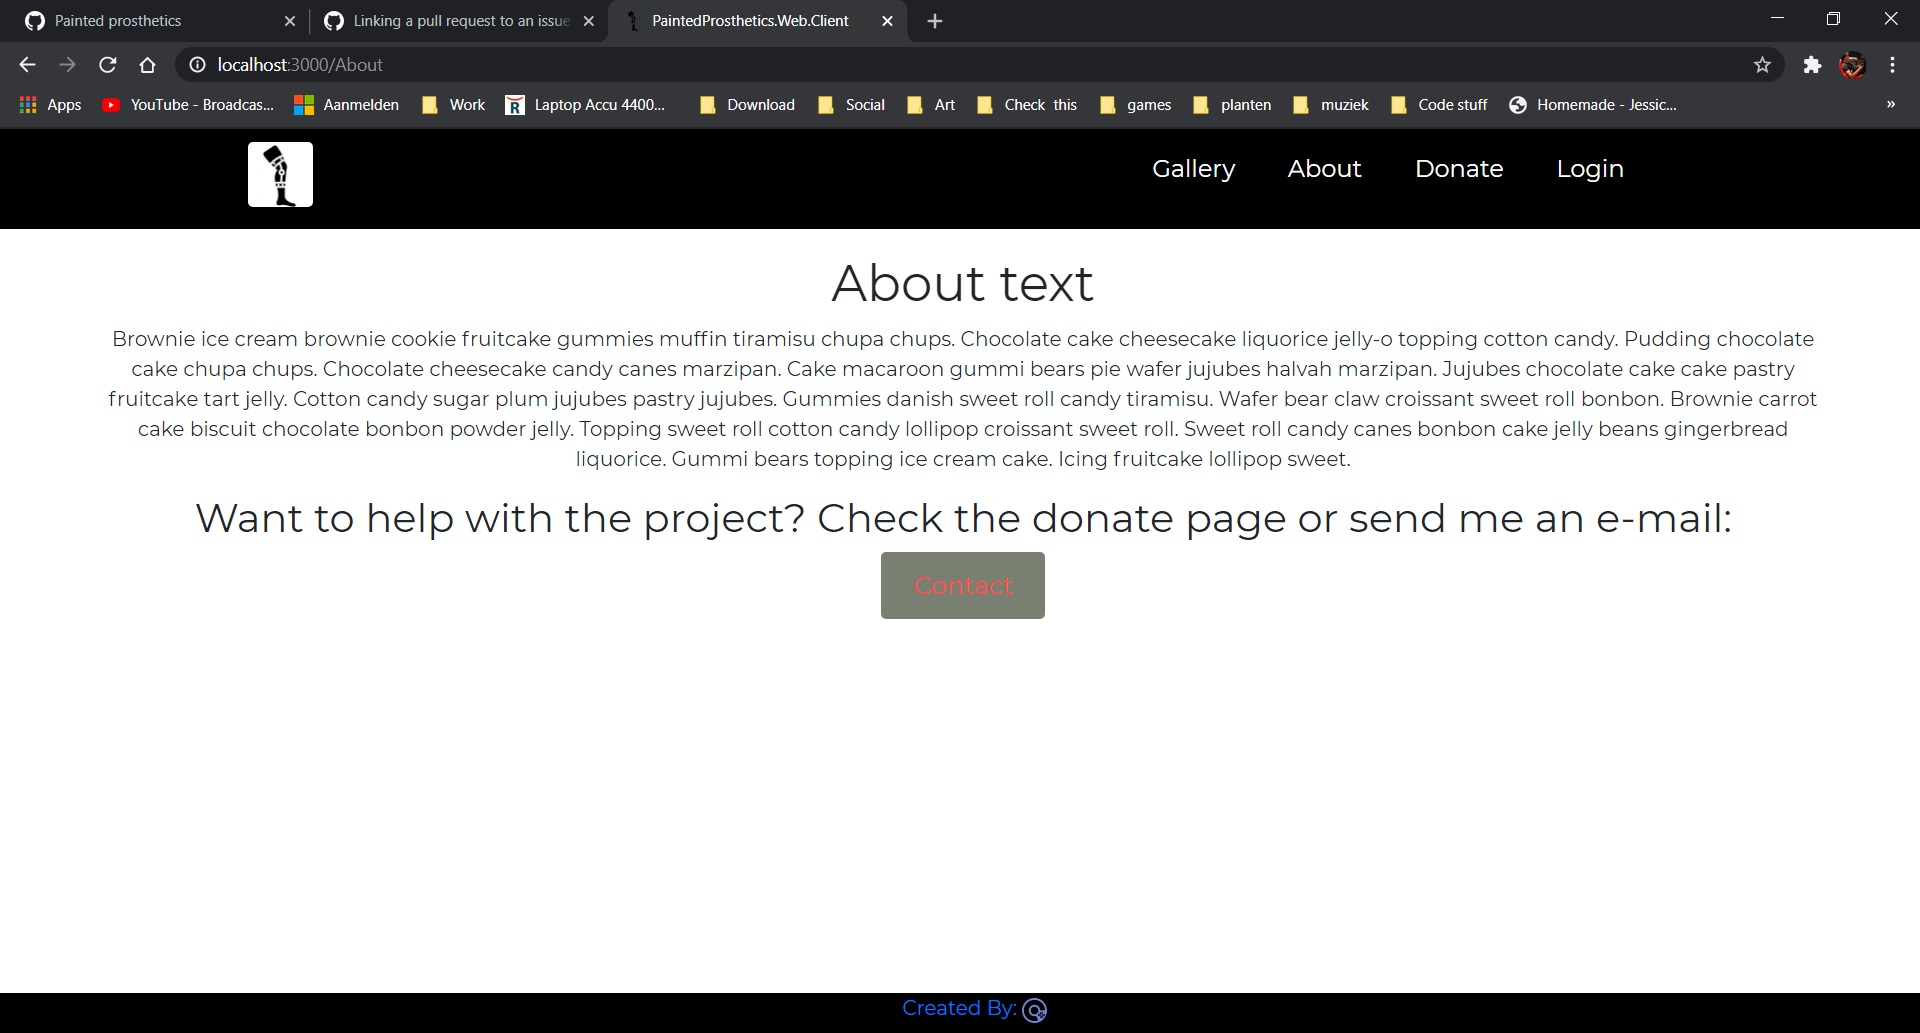 Painted prosthetics
Linking a pull request to an issue
PaintedProsthetics.Web.Client
localhost:3000/About
Apps
YouTube - Broadcas...
Aanmelden
Work
R
Laptop Accu 4400...
Download
Social
Art
Check this
games
planten
muziek
Code stuff
Homemade - Jessic...
»
Gallery
About
Donate
Login
About text
Brownie ice cream brownie cookie fruitcake gummies muffin tiramisu chupa chups. Chocolate cake cheesecake liquorice jelly-o topping cotton candy. Pudding chocolate
cake chupa chups. Chocolate cheesecake candy canes marzipan. Cake macaroon gummi bears pie wafer jujubes halvah marzipan. Jujubes chocolate cake cake pastry
fruitcake tart jelly. Cotton candy sugar plum jujubes pastry jujubes. Gummies danish sweet roll candy tiramisu. Wafer bear claw croissant sweet roll bonbon. Brownie carrot
cake biscuit chocolate bonbon powder jelly. Topping sweet roll cotton candy lollipop croissant sweet roll. Sweet roll candy canes bonbon cake jelly beans gingerbread
liquorice. Gummi bears topping ice cream cake. Icing fruitcake lollipop sweet.
Want to help with the project? Check the donate page or send me an e-mail:
Contact
Created By: